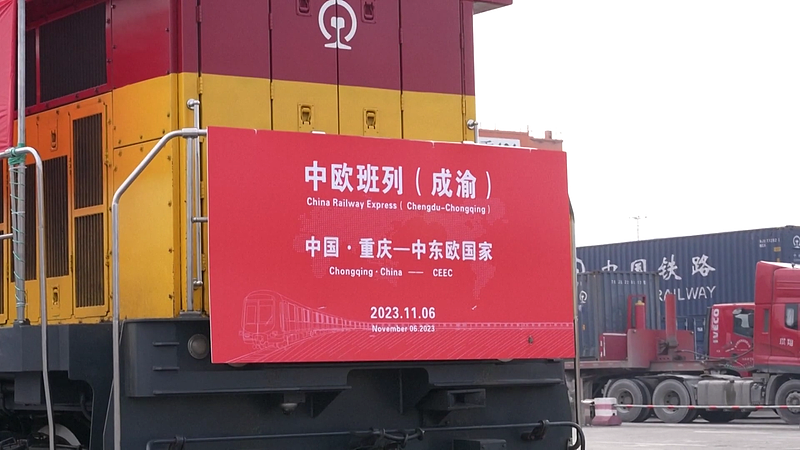 中欧班列（成渝）
China Railway Express ( Chengdu-Chongqing )
中国·重庆—中东欧国家
Chongqing · China — CEEC
2023.11.06
November 06.2023
中国铁路
RAILWAY
IVECO